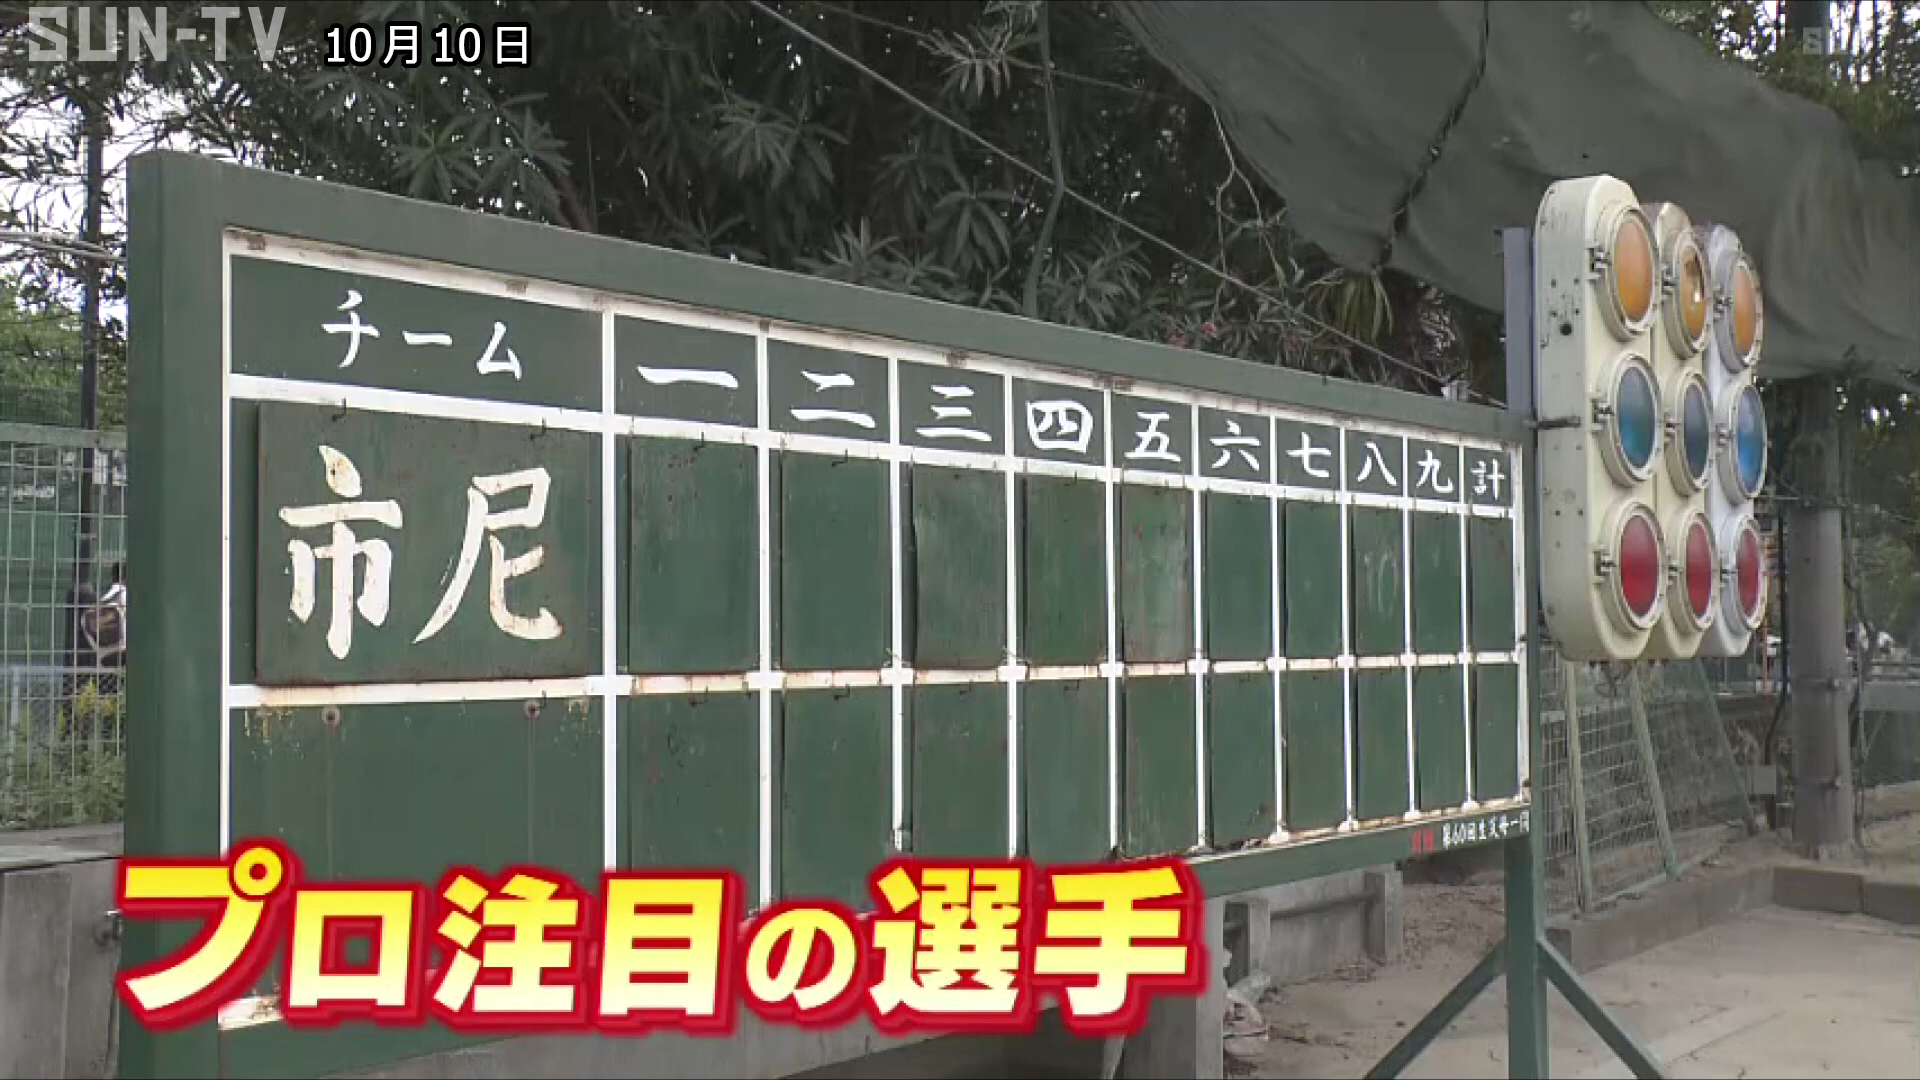 SUN-TV 10月10日
チーム 一 二 三 四 五 六 七 八 九 計
市尼
プロ注目の選手